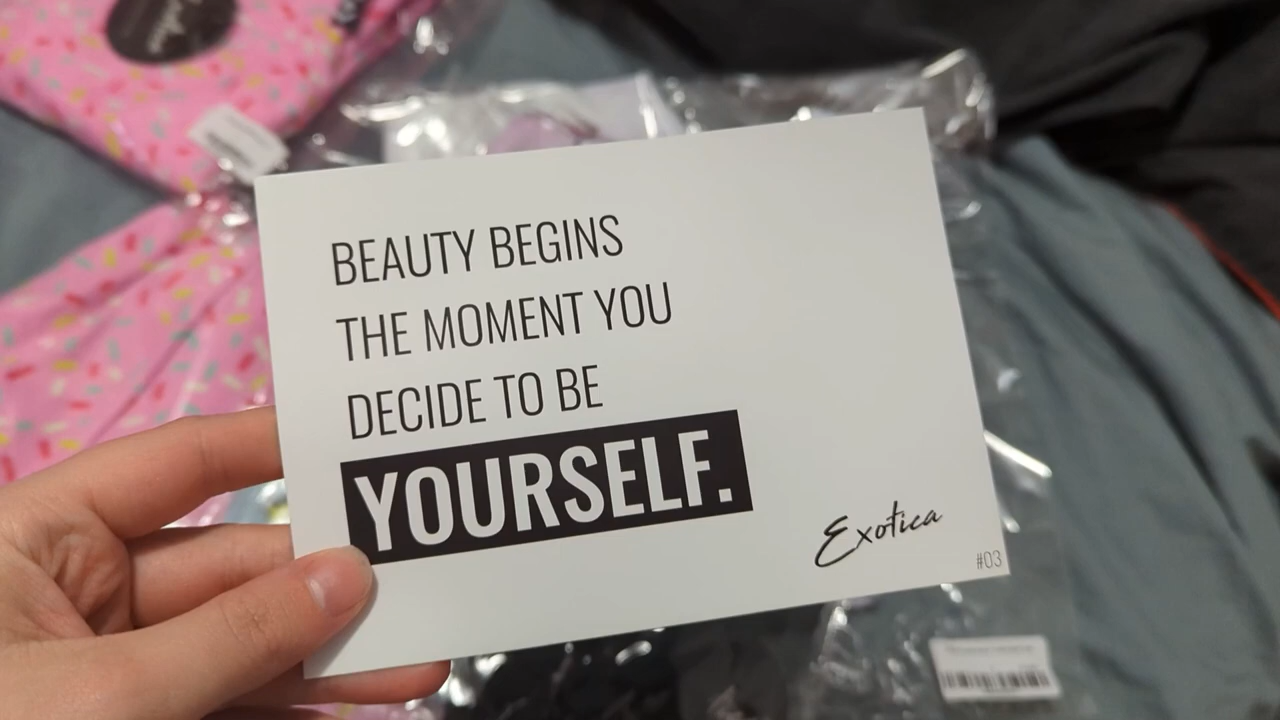 BEAUTY BEGINS
THE MOMENT YOU
DECIDE TO BE
YOURSELF.
Exotica
#03